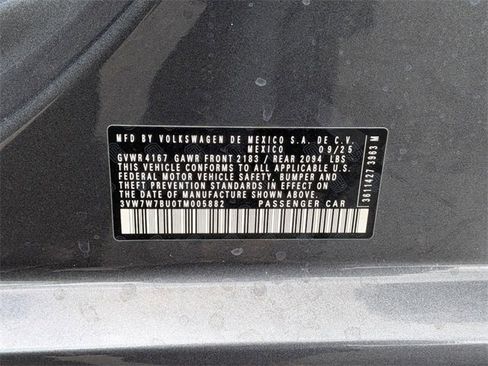 MFD BY VOLKSWAGEN DE MEXICO S.A. DE C.V.
MEXICO 09/25
GVWR 4167 GAWR FRONT 2183 / REAR 2094 LBS
THIS VEHICLE CONFORMS TO ALL APPLICABLE U.S.
FEDERAL MOTOR VEHICLE SAFETY, BUMPER AND
THEFT PREVENTION STANDARDS IN EFFECT ON
THE DATE OF MANUFACTURE SHOWN ABOVE
3VW7W7BU0TM005882 PASSENGER CAR
3611427 3963 M